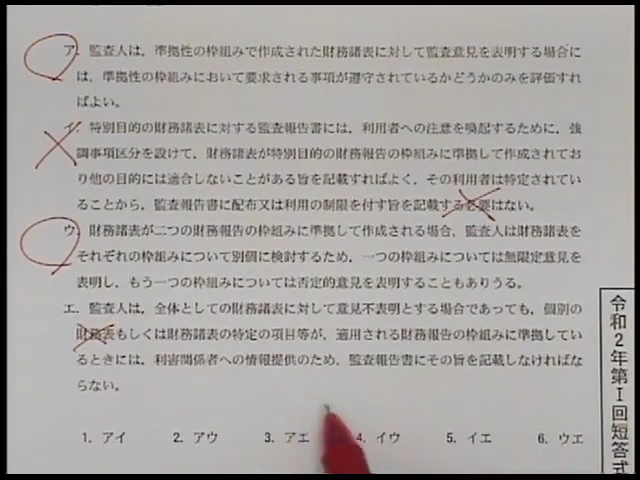 ア．監査人は，準拠性の枠組みで作成された財務諸表に対して監査意見を表明する場合に
は，準拠性の枠組みにおいて要求される事項が遵守されているかどうかのみを評価すれ
ばよい。
イ．特別目的の財務諸表に対する監査報告書には，利用者への注意を喚起するために，強
調事項区分を設けて，財務諸表が特別目的の財務報告の枠組みに準拠して作成されてお
り他の目的には適合しないことがある旨を記載すればよく，その利用者は特定されてい
ることから，監査報告書に配布又は利用の制限を付す旨を記載する必要はない。
ウ．財務諸表が二つの財務報告の枠組みに準拠して作成される場合，監査人は財務諸表を
それぞれの枠組みについて別個に検討するため，一つの枠組みについては無限定意見を
表明し，もう一つの枠組みについては否定的意見を表明することもありうる。
エ．監査人は，全体としての財務諸表に対して意見不表明とする場合であっても，個別の
財務表もしくは財務諸表の特定の項目等が，適用される財務報告の枠組みに準拠してい
るときには，利害関係者への情報提供のため，監査報告書にその旨を記載しなければな
らない。
1．アイ 2．アウ 3．アエ 4．イウ 5．イエ 6．ウエ
令和2年第Ⅰ回短答式